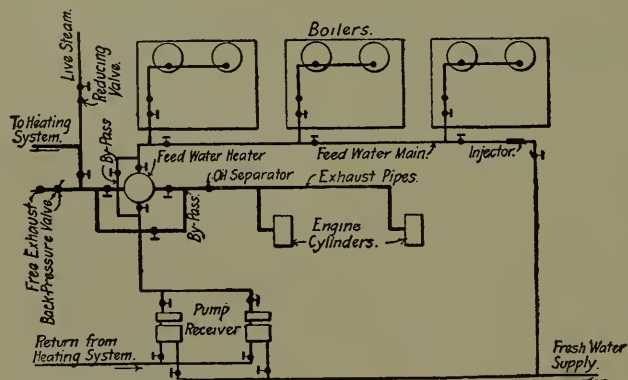 Boilers.
Live Steam.
Reducing
Valve.
To Heating
System.
By-Pass
Feed Water Heater
Feed Water Main.
Injector.
Oil Separator
Exhaust Pipes.
By-Pass.
Free Exhaust
Back-Pressure Valve
Engine
Cylinders.
Pump
Receiver
Return from
Heating System.
Fresh Water
Supply.